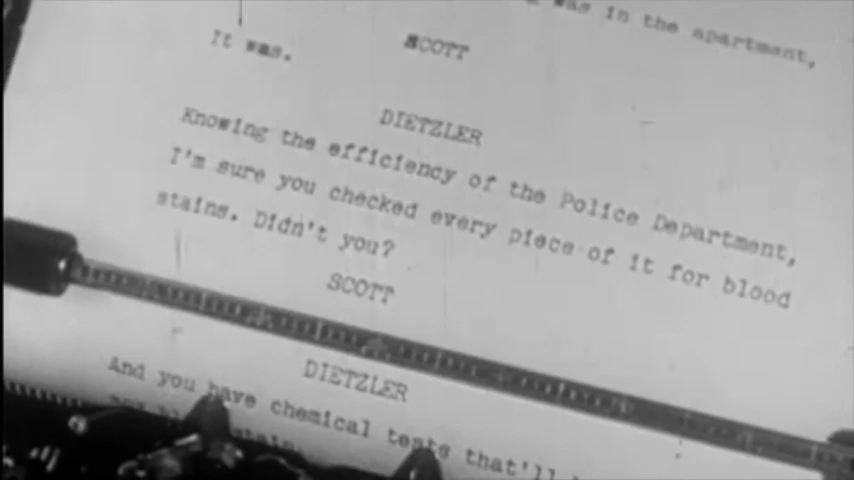 was in the apartment,
SCOTT
It was.
DIETZLER
Knowing the efficiency of the Police Department,
I'm sure you checked every piece of it for blood
stains. Didn't you?
SCOTT
DIETZLER
And you have chemical tests that'll
stain.